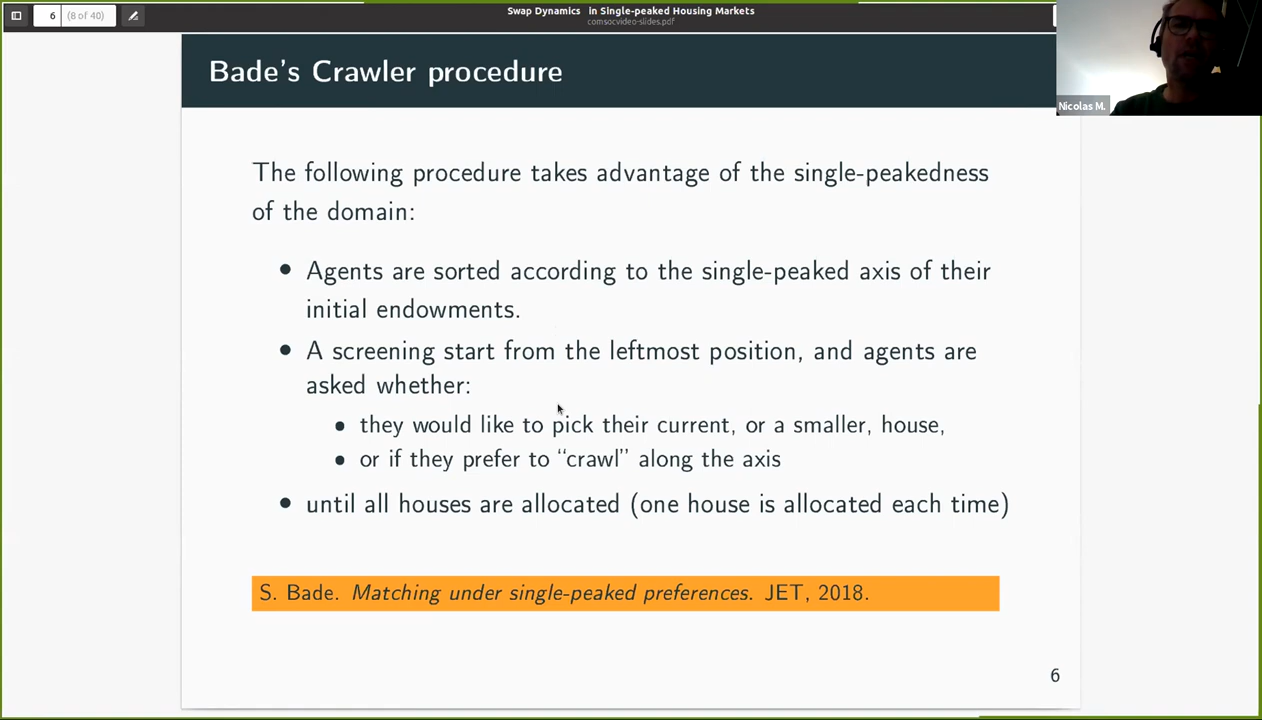 6 (8 of 40)
Swap Dynamics in Single-peaked Housing Markets
comsocvideo-slides.pdf
Nicolas M.
Bade's Crawler procedure
The following procedure takes advantage of the single-peakedness
of the domain:
• Agents are sorted according to the single-peaked axis of their
initial endowments.
• A screening start from the leftmost position, and agents are
asked whether:
• they would like to pick their current, or a smaller, house,
• or if they prefer to “crawl” along the axis
• until all houses are allocated (one house is allocated each time)
S. Bade. Matching under single-peaked preferences. JET, 2018.
6